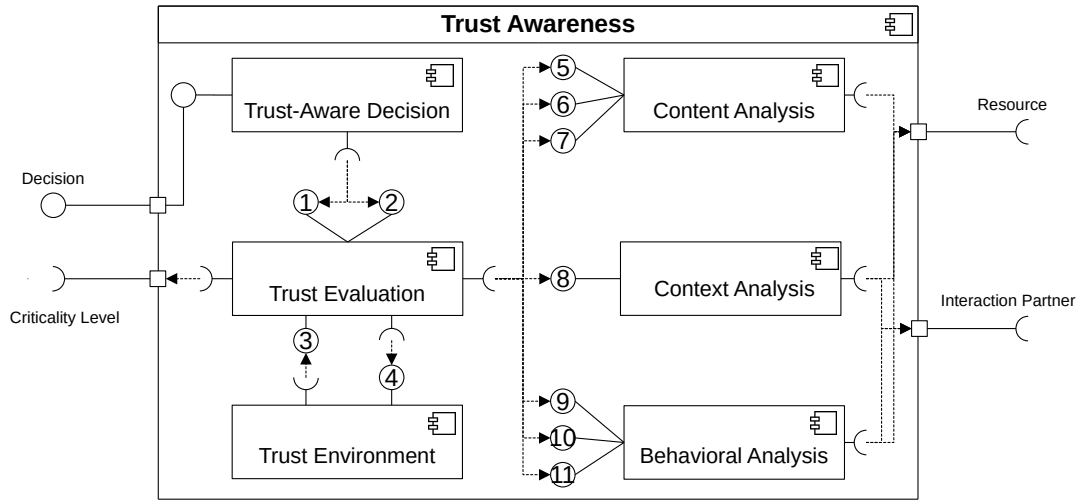 Trust Awareness
5
Trust-Aware Decision
6
Content Analysis
Resource
7
Decision
1
2
Trust Evaluation
8
Context Analysis
Interaction Partner
Criticality Level
3
4
9
Trust Environment
10
Behavioral Analysis
11